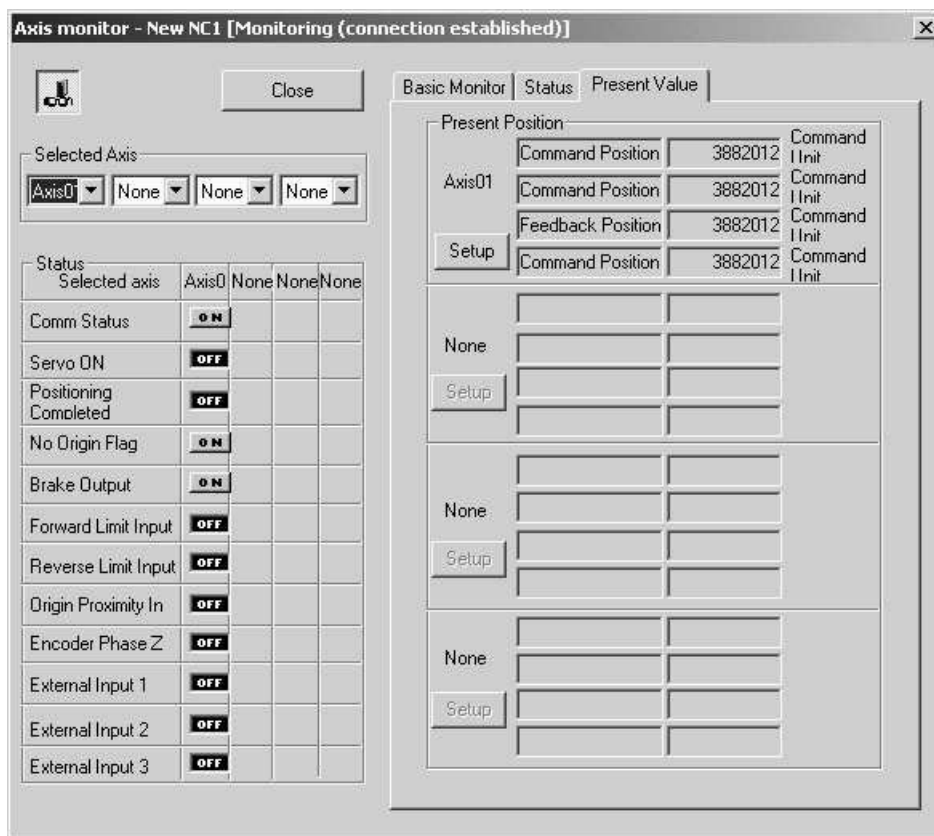 Axis monitor - New NC1 [Monitoring (connection established)]
Close
Selected Axis
Axis01 None None None
Status
Selected axis Axis0 None None None
Comm Status ON
Servo ON OFF
Positioning
Completed OFF
No Origin Flag ON
Brake Output ON
Forward Limit Input OFF
Reverse Limit Input OFF
Origin Proximity In OFF
Encoder Phase Z OFF
External Input 1 OFF
External Input 2 OFF
External Input 3 OFF
Basic Monitor Status Present Value
Present Position
Axis01
Setup
Command Position 3882012 Command
Unit
Command Position 3882012 Command
Unit
Feedback Position 3882012 Command
Unit
Command Position 3882012 Command
Unit
None
Setup
None
Setup
None
Setup